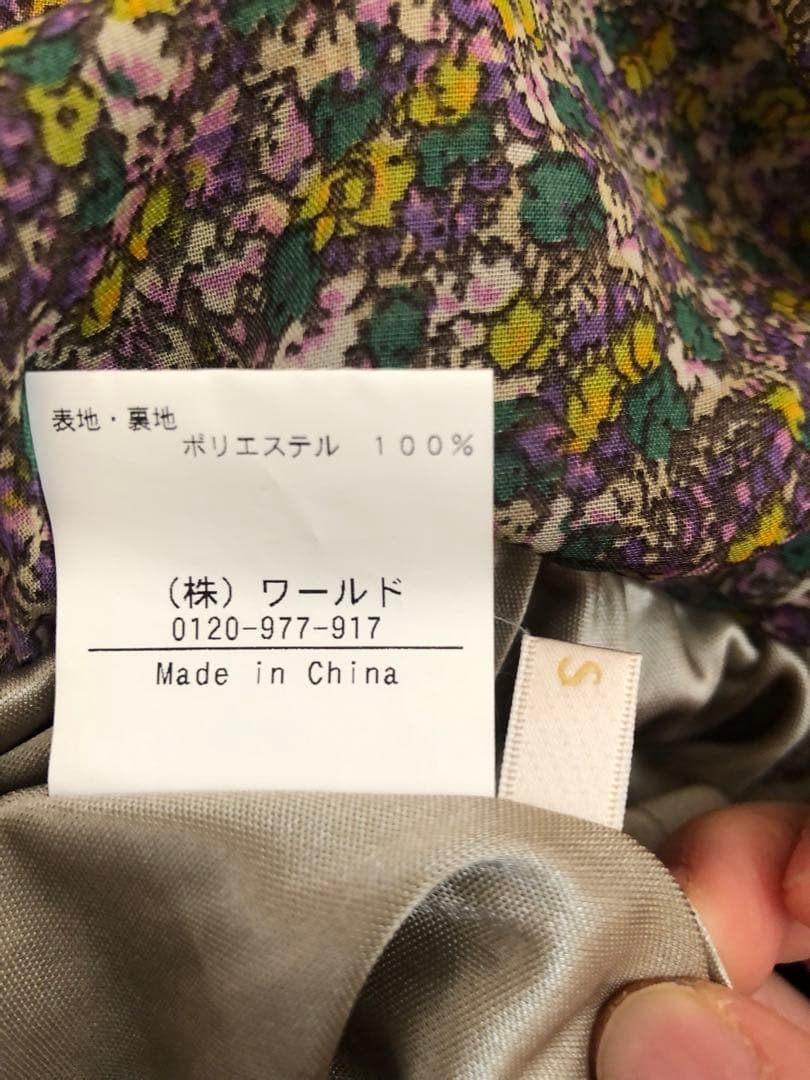 表地・裏地
ポリエステル １００％
（株）ワールド
0120-977-917
Made in China
S